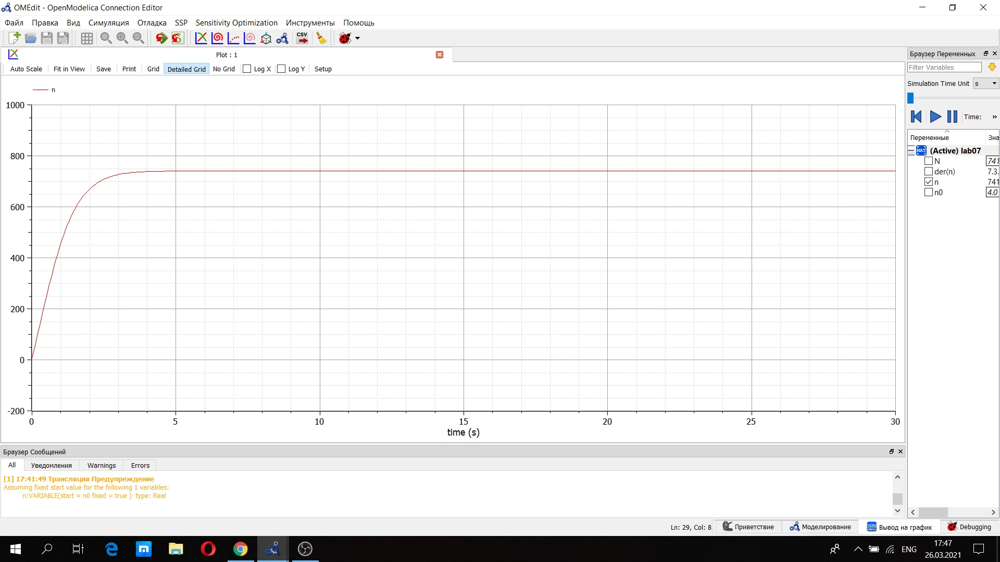 OMEdit - OpenModelica Connection Editor
Файл Правка Вид Симуляция Отладка SSP Sensitivity Optimization Инструменты Помощь
CSV
Plot : 1
Auto Scale Fit in View Save Print Grid Detailed Grid No Grid Log X Log Y Setup
n
1000
800
600
400
200
0
-200
0 5 10 15 20 25 30
time (s)
Браузер Переменных
Filter Variables
Simulation Time Unit s
Time: »
Переменные Зна
MAT (Active) lab07
N 741
der(n) 7.3.
n 741
n0 4.0
Браузер Сообщений
All Уведомления Warnings Errors
[1] 17:41:49 Трансляция Предупреждение
Assuming fixed start value for the following 1 variables:
n:VARIABLE(start = n0 fixed = true ) type: Real
Ln: 29, Col: 8 Приветствие Моделирование Вывод на график Debugging
ENG
17:47
26.03.2021